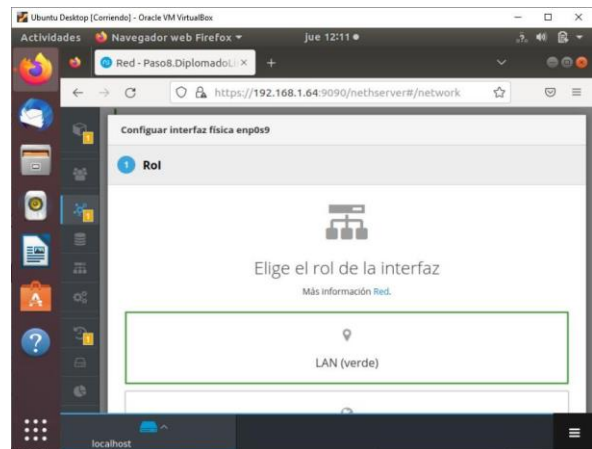 Ubuntu Desktop [Corriendo] - Oracle VM VirtualBox
Actividades Navegador web Firefox jue 12:11
Red - Paso8.DiplomadoLi
https://192.168.1.64:9090/nethserver#/network
Configuar interfaz física enp0s9
1 Rol
Elige el rol de la interfaz
Más información Red.
LAN (verde)
localhost